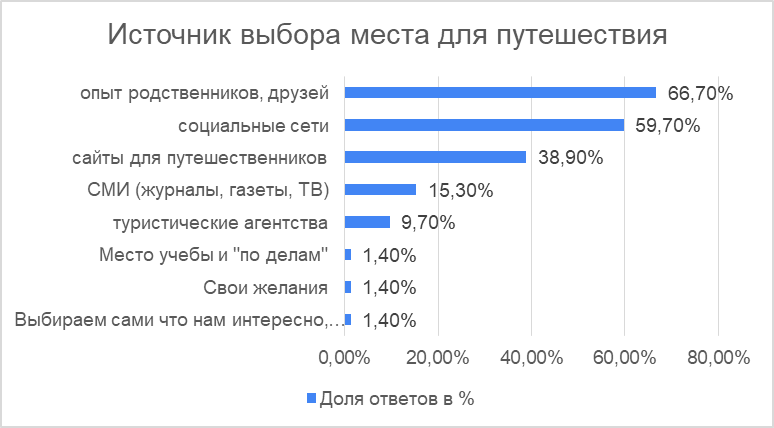 Источник выбора места для путешествия
опыт родственников, друзей 66,70%
социальные сети 59,70%
сайты для путешественников 38,90%
СМИ (журналы, газеты, ТВ) 15,30%
туристические агентства 9,70%
Место учебы и "по делам" 1,40%
Свои желания 1,40%
Выбираем сами что нам интересно,... 1,40%
0,00% 20,00% 40,00% 60,00% 80,00%
Доля ответов в %